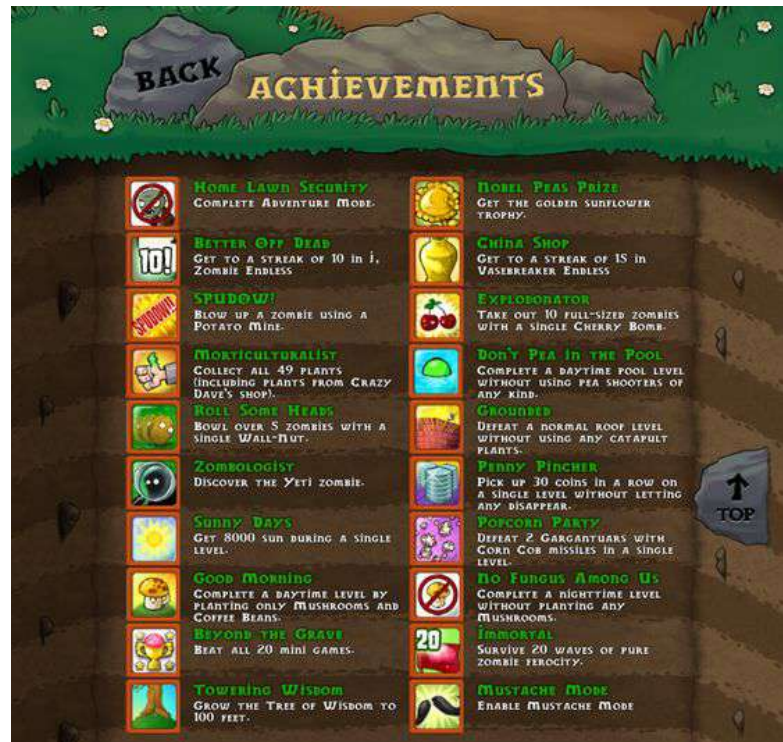 BACK
ACHIEVEMENTS
HOME LAWN SECURITY
COMPLETE ADVENTURE MODE.
NOBEL PEAS PRIZE
GET THE GOLDEN SUNFLOWER
TROPHY.
10!
BETTER OFF DEAD
GET TO A STREAK OF 10 IN I,
ZOMBIE ENDLESS
CHINA SHOP
GET TO A STREAK OF 15 IN
VASEBREAKER ENDLESS
SPUDOW!
SPUDOW!
BLOW UP A ZOMBIE USING A
POTATO MINE.
EXPLODONATOR
TAKE OUT 10 FULL-SIZED ZOMBIES
WITH A SINGLE CHERRY BOMB.
MORTICULTURALIST
COLLECT ALL 49 PLANTS
(INCLUDING PLANTS FROM CRAZY
DAVE'S SHOP).
DON'T PEA IN THE POOL
COMPLETE A DAYTIME POOL LEVEL
WITHOUT USING PEA SHOOTERS OF
ANY KIND.
ROLL SOME HEADS
BOWL OVER 5 ZOMBIES WITH A
SINGLE WALL-NUT.
GROUNDED
DEFEAT A NORMAL ROOF LEVEL
WITHOUT USING ANY CATAPULT
PLANTS.
ZOMBOLOGIST
DISCOVER THE YETI ZOMBIE.
PENNY PINCHER
PICK UP 30 COINS IN A ROW ON
A SINGLE LEVEL WITHOUT LETTING
ANY DISAPPEAR.
TOP
SUNNY DAYS
GET 8000 SUN DURING A SINGLE
LEVEL.
POPCORN PARTY
DEFEAT 2 GARGANTUARS WITH
CORN COB MISSILES IN A SINGLE
LEVEL.
GOOD MORNING
COMPLETE A DAYTIME LEVEL BY
PLANTING ONLY MUSHROOMS AND
COFFEE BEANS.
NO FUNGUS AMONG US
COMPLETE A NIGHTTIME LEVEL
WITHOUT PLANTING ANY
MUSHROOMS.
BEYOND THE GRAVE
BEAT ALL 20 MINI GAMES.
20
IMMORTAL
SURVIVE 20 WAVES OF PURE
ZOMBIE FEROCITY.
TOWERING WISDOM
GROW THE TREE OF WISDOM TO
100 FEET.
MUSTACHE MODE
ENABLE MUSTACHE MODE